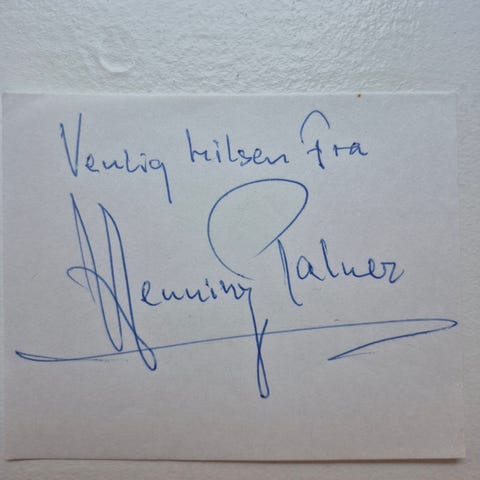 Venlig hilsen fra
Henning Palner